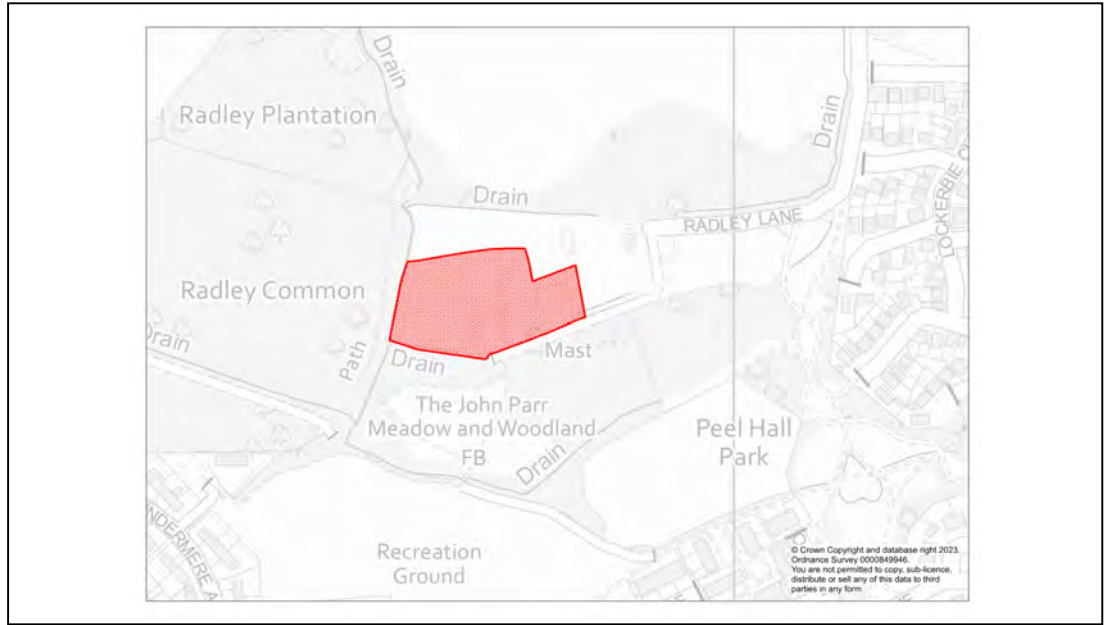 Drain
Radley Plantation
Drain
Drain
RADLEY LANE
LOCKERBIE C
Radley Common
Drain
Path
Drain
Mast
The John Parr
Meadow and Woodland
FB
Drain
Peel Hall
Park
NDERMERE A
Recreation
Ground
© Crown Copyright and database right 2023.
Ordnance Survey 0000849946.
You are not permitted to copy, sub-licence,
distribute or sell any of this data to third
parties in any form